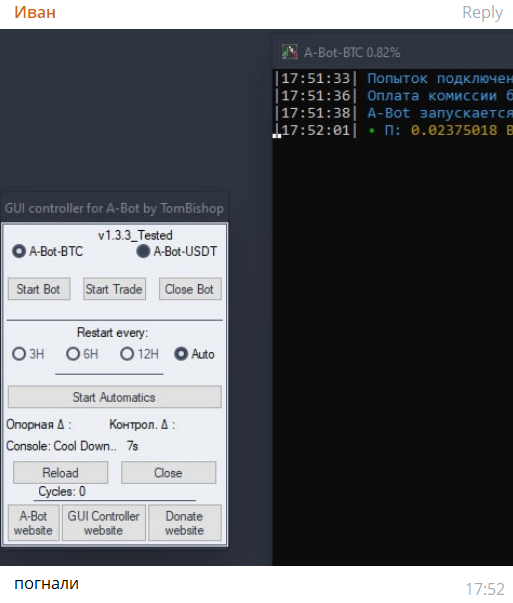 Иван
Reply
A-Bot-BTC 0.82%
|17:51:33| Попыток
|17:51:36| Оплата комиссии
|17:51:38| A-Bot запускается
|17:52:01| • П: 0.02375018
GUI controller for A-Bot by TomBishop
v1.3.3_Tested
A-Bot-BTC A-Bot-USDT
Start Bot Start Trade Close Bot
Restart every:
3H 6H 12H Auto
Start Automatics
Опорная Δ : Контрол. Δ :
Console: Cool Down.. 7s
Reload Close
Cycles: 0
A-Bot website
GUI Controller website
Donate website
погнали
17:52